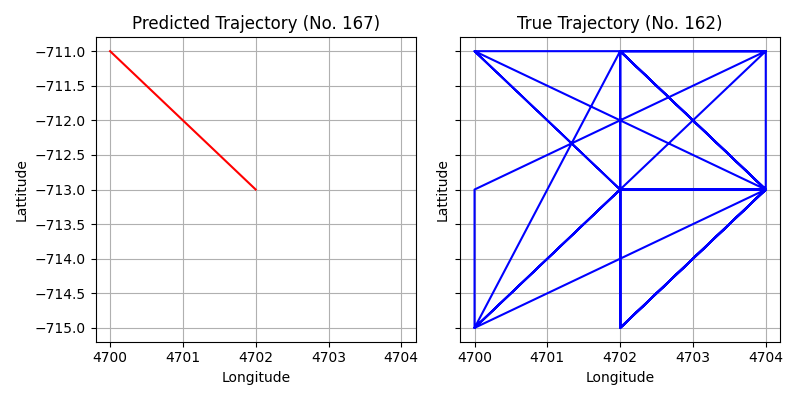 Predicted Trajectory (No. 167)
Lattitude
−711.0
−711.5
−712.0
−712.5
−713.0
−713.5
−714.0
−714.5
−715.0
4700 4701 4702 4703 4704
Longitude
True Trajectory (No. 162)
Lattitude
4700 4701 4702 4703 4704
Longitude